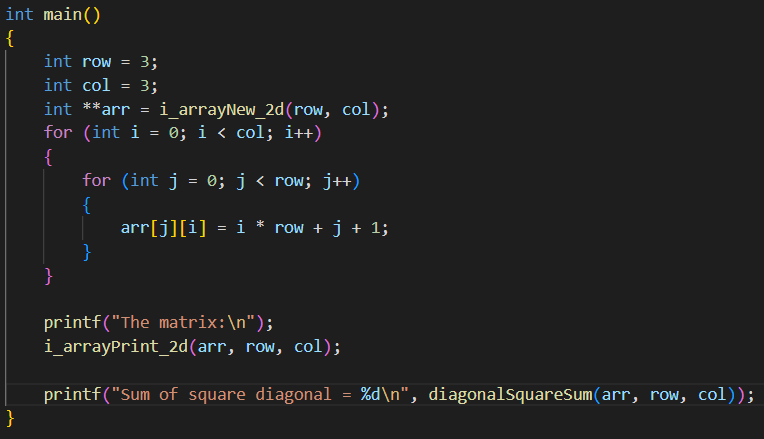 int main()
{
    int row = 3;
    int col = 3;
    int **arr = i_arrayNew_2d(row, col);
    for (int i = 0; i < col; i++)
    {
        for (int j = 0; j < row; j++)
        {
            arr[j][i] = i * row + j + 1;
        }
    }

    printf("The matrix:\n");
    i_arrayPrint_2d(arr, row, col);

    printf("Sum of square diagonal = %d\n", diagonalSquareSum(arr, row, col));
}